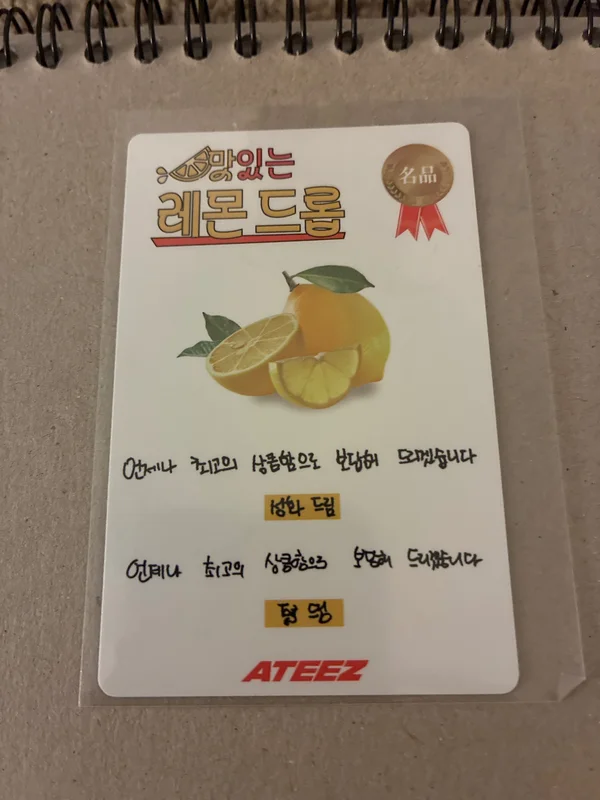 맛있는
레몬 드롭
名品
언제나 최고의 상큼함으로 보답해 드리겠습니다
성화 드림
언제나 최고의 상큼함으로 보답해 드리겠습니다
ATEEZ